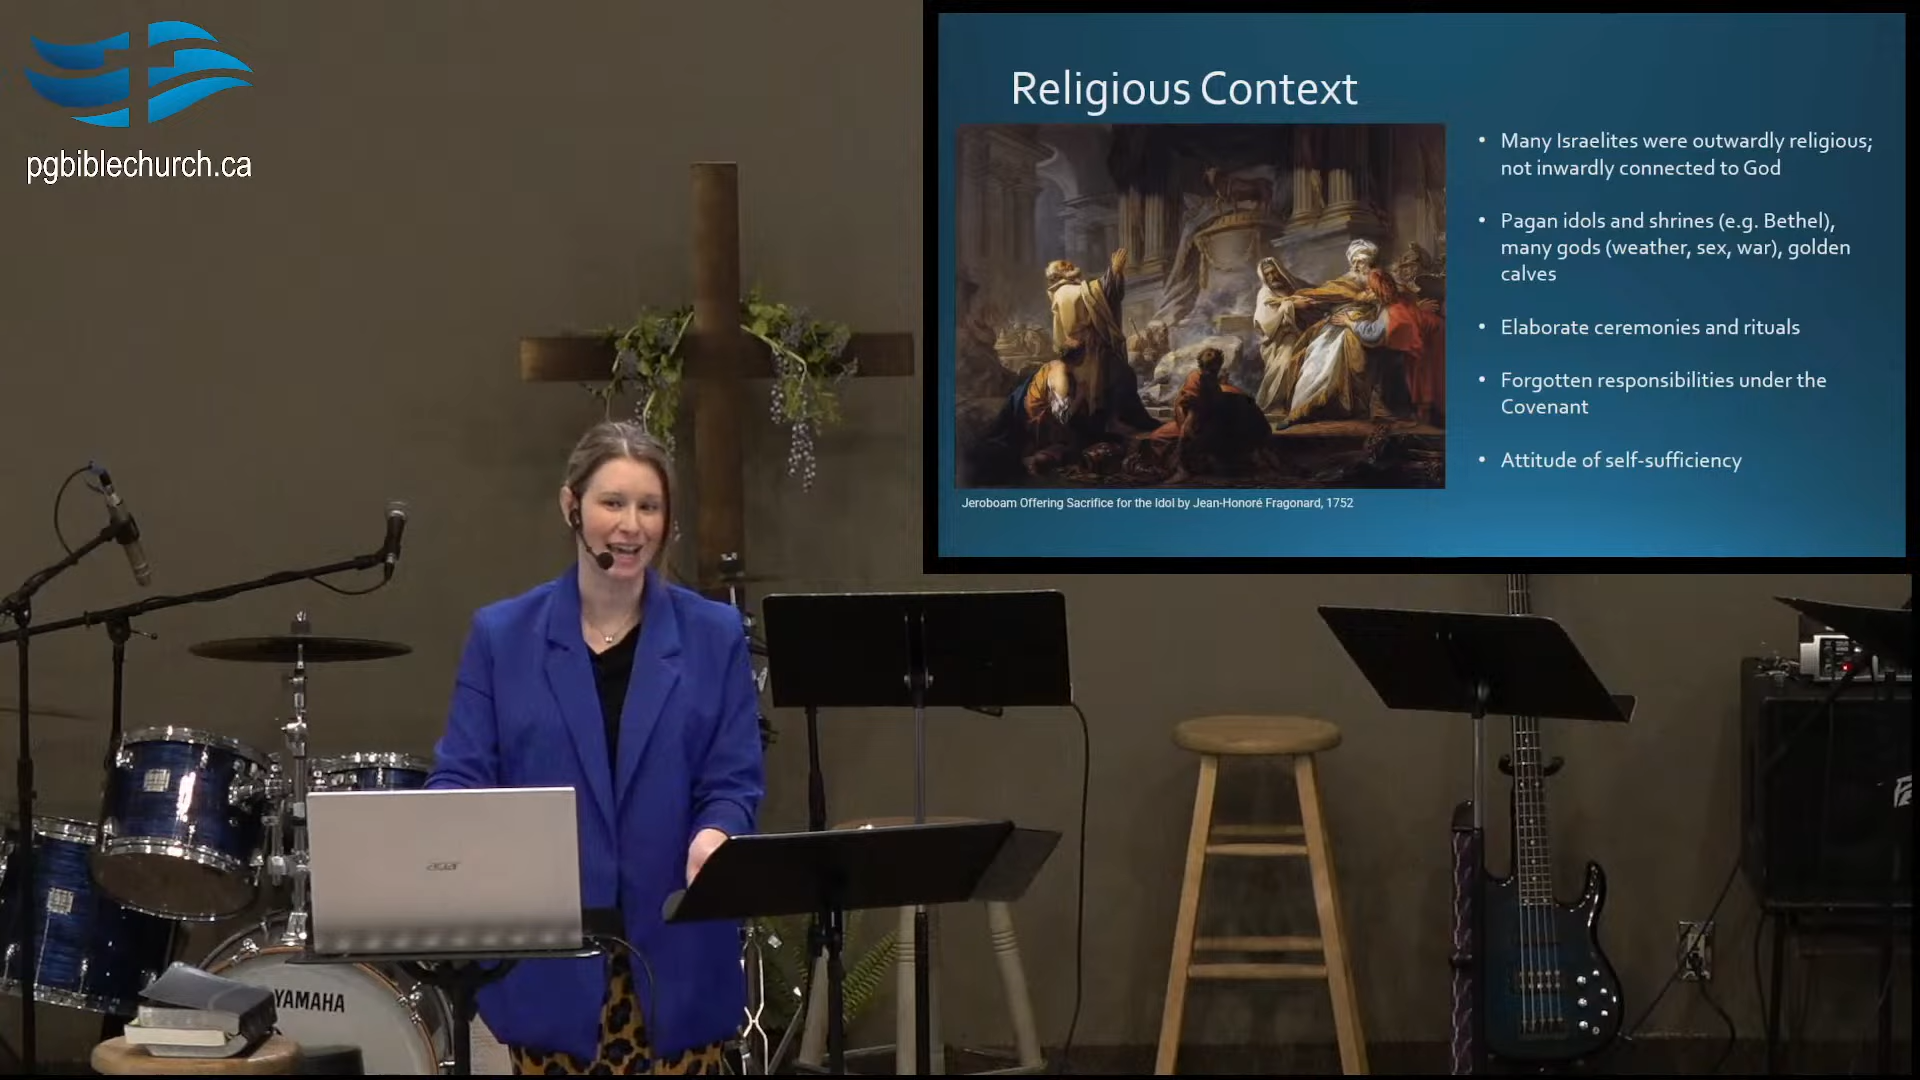 pgbiblechurch.ca
Religious Context
• Many Israelites were outwardly religious;
not inwardly connected to God
• Pagan idols and shrines (e.g. Bethel),
many gods (weather, sex, war), golden
calves
• Elaborate ceremonies and rituals
• Forgotten responsibilities under the
Covenant
• Attitude of self-sufficiency
Jeroboam Offering Sacrifice for the Idol by Jean-Honoré Fragonard, 1752
acer
YAMAHA